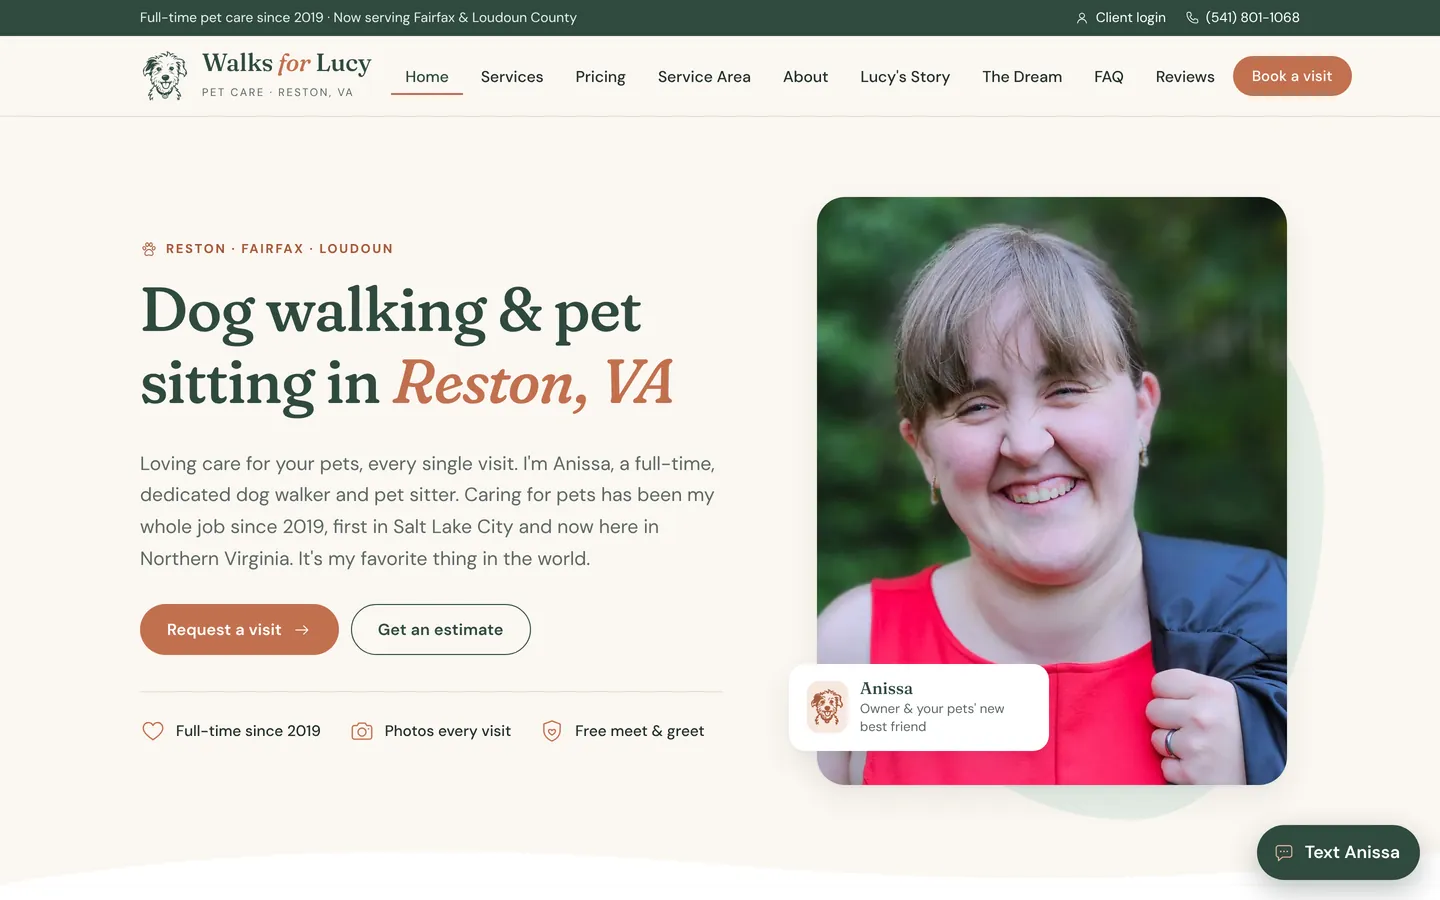 Full-time pet care since 2019 · Now serving Fairfax & Loudoun County
Client login
(541) 801-1068
Walks for Lucy
PET CARE · RESTON, VA
Home
Services
Pricing
Service Area
About
Lucy's Story
The Dream
FAQ
Reviews
Book a visit
RESTON · FAIRFAX · LOUDOUN
Dog walking & pet
sitting in Reston, VA
Loving care for your pets, every single visit. I'm Anissa, a full-time,
dedicated dog walker and pet sitter. Caring for pets has been my
whole job since 2019, first in Salt Lake City and now here in
Northern Virginia. It's my favorite thing in the world.
Request a visit →
Get an estimate
Full-time since 2019
Photos every visit
Free meet & greet
Anissa
Owner & your pets' new
best friend
Text Anissa